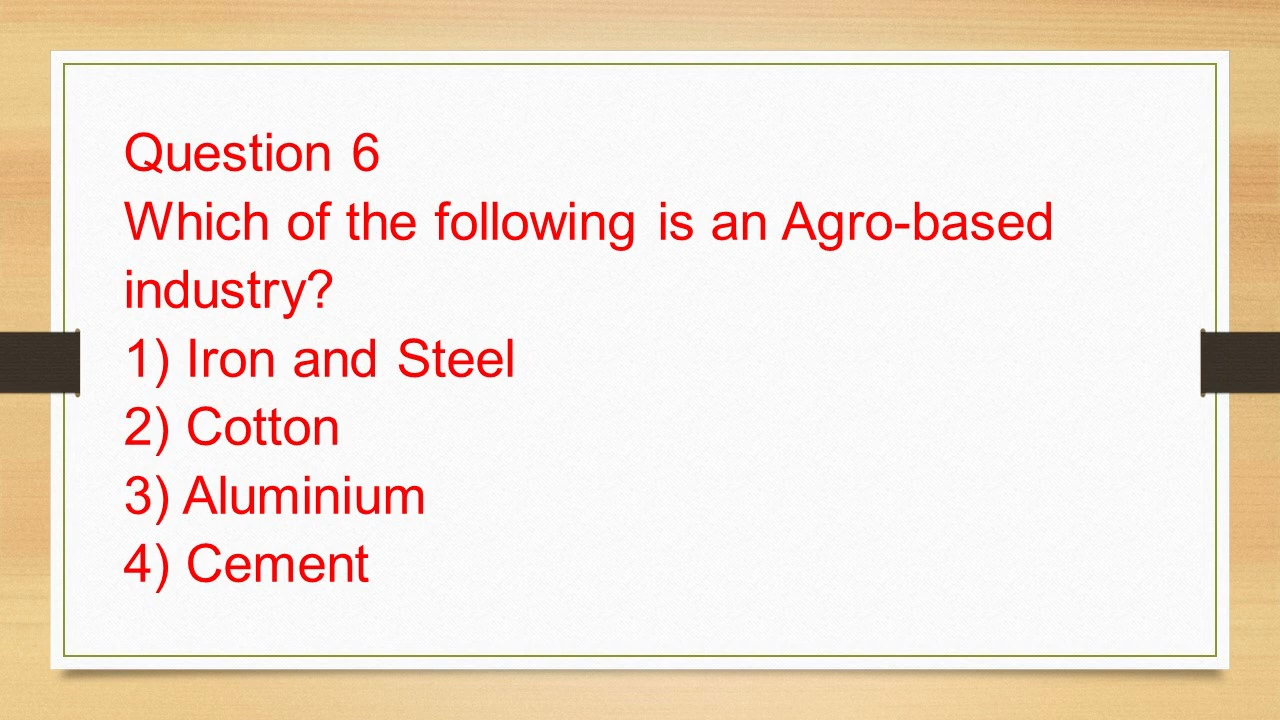 Question 6
Which of the following is an Agro-based
industry?
1) Iron and Steel
2) Cotton
3) Aluminium
4) Cement